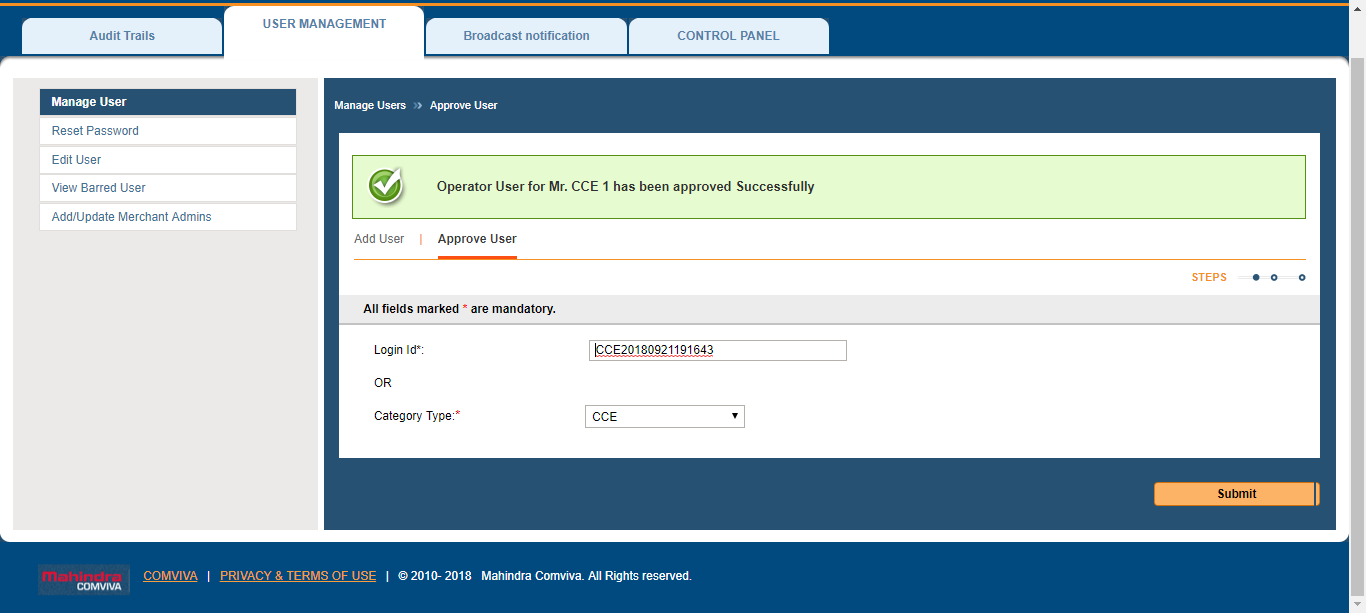 Audit Trails
USER MANAGEMENT
Broadcast notification
CONTROL PANEL
Manage User
Reset Password
Edit User
View Barred User
Add/Update Merchant Admins
Manage Users » Approve User
Operator User for Mr. CCE 1 has been approved Successfully
Add User | Approve User
STEPS
All fields marked * are mandatory.
Login Id*: CCE20180921191643
OR
Category Type:* CCE
Submit
Mahindra
COMVIVA
COMVIVA | PRIVACY & TERMS OF USE | © 2010- 2018 Mahindra Comviva. All Rights reserved.